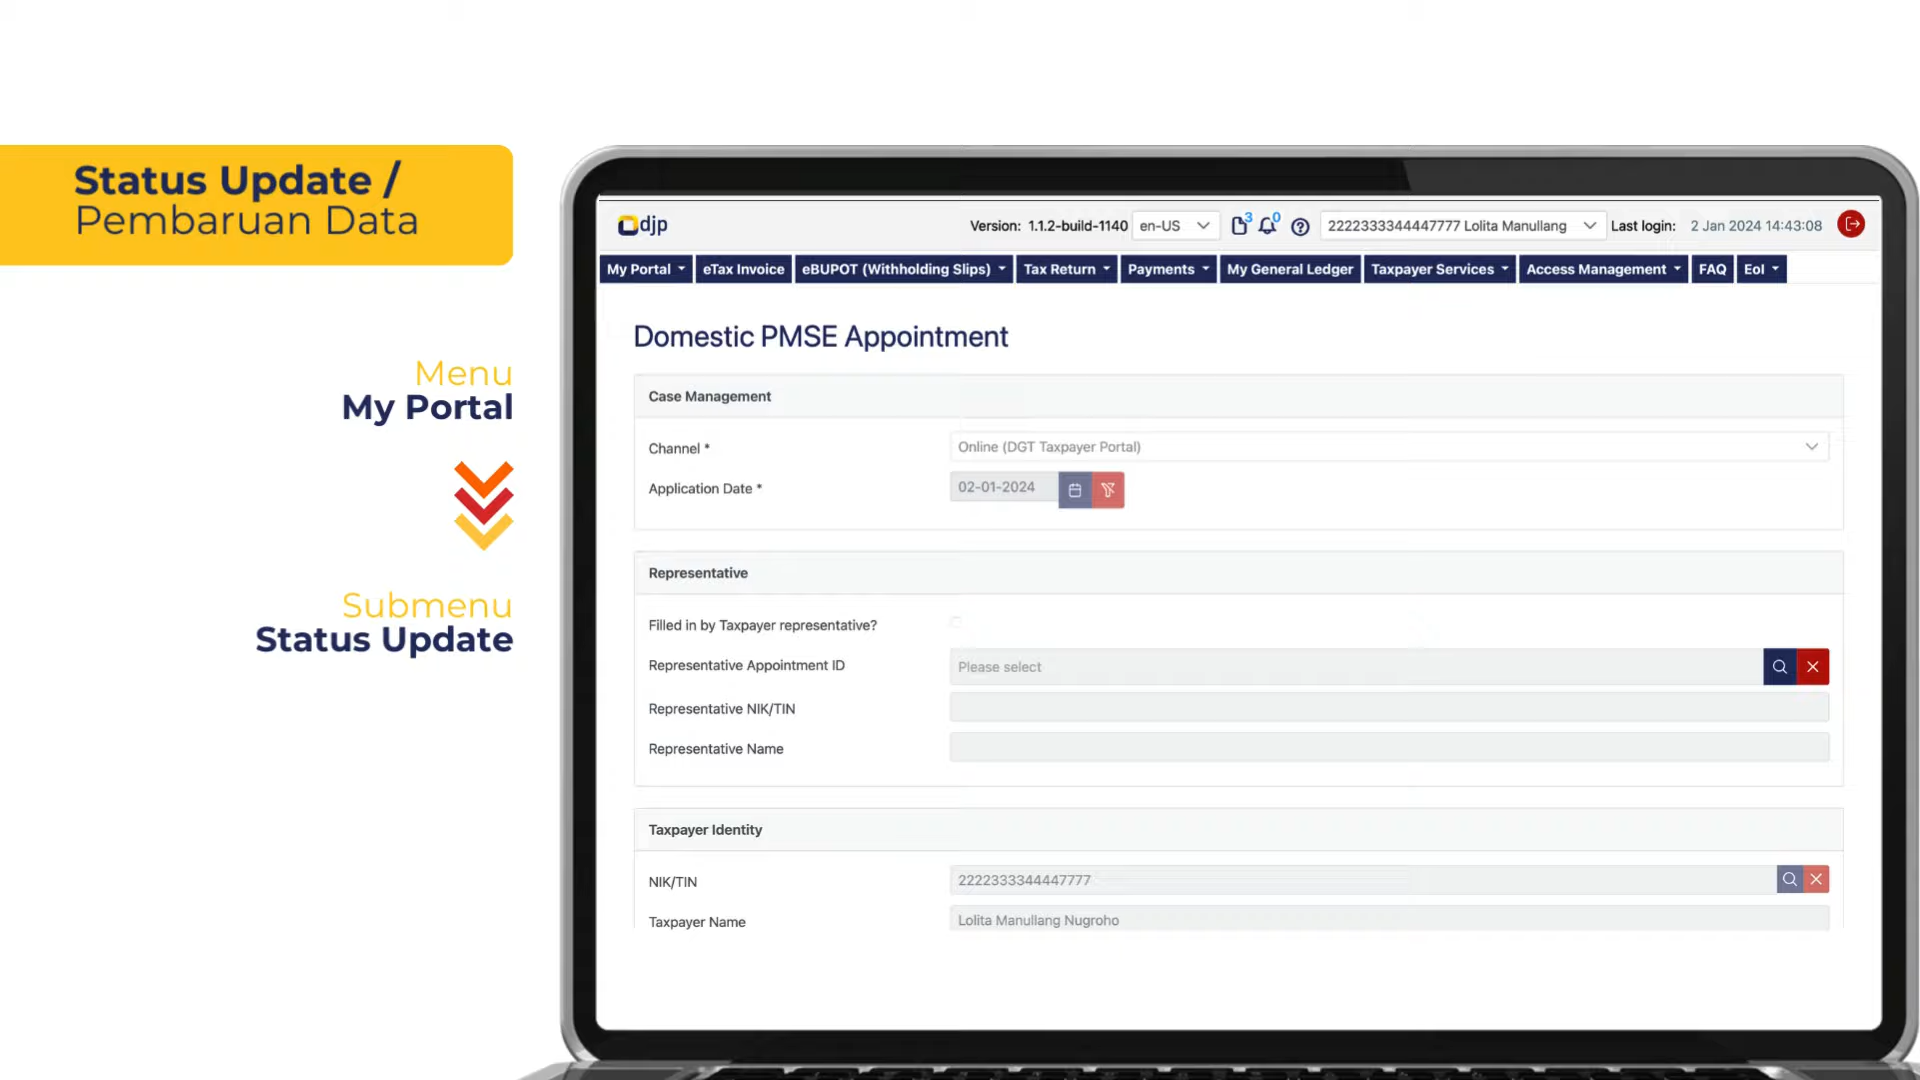 Status Update /
Pembaruan Data
Menu
My Portal
Submenu
Status Update
djp
Version: 1.1.2-build-1140 en-US 3 0 2222333344447777 Lolita Manullang Last login: 2 Jan 2024 14:43:08
My Portal eTax Invoice eBUPOT (Withholding Slips) Tax Return Payments My General Ledger Taxpayer Services Access Management FAQ EoI
Domestic PMSE Appointment
Case Management
Channel * Online (DGT Taxpayer Portal)
Application Date * 02-01-2024
Representative
Filled in by Taxpayer representative?
Representative Appointment ID Please select
Representative NIK/TIN
Representative Name
Taxpayer Identity
NIK/TIN 2222333344447777
Taxpayer Name Lolita Manullang Nugroho